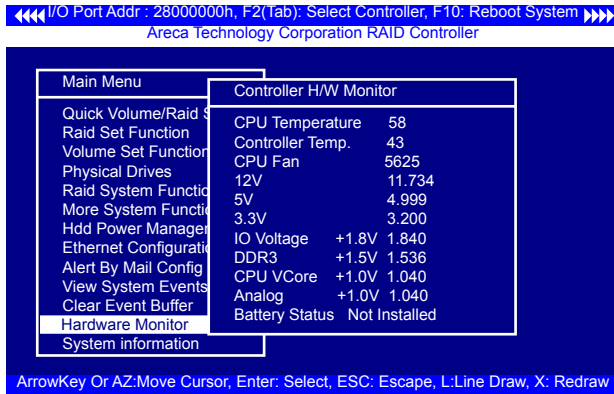 I/O Port Addr : 28000000h, F2(Tab): Select Controller, F10: Reboot System
Areca Technology Corporation RAID Controller
Main Menu
Quick Volume/Raid S
Raid Set Function
Volume Set Function
Physical Drives
Raid System Functio
More System Functio
Hdd Power Manager
Ethernet Configuratio
Alert By Mail Config
View System Events
Clear Event Buffer
Hardware Monitor
System information
Controller H/W Monitor
CPU Temperature 58
Controller Temp. 43
CPU Fan 5625
12V 11.734
5V 4.999
3.3V 3.200
IO Voltage +1.8V 1.840
DDR3 +1.5V 1.536
CPU VCore +1.0V 1.040
Analog +1.0V 1.040
Battery Status Not Installed
ArrowKey Or AZ:Move Cursor, Enter: Select, ESC: Escape, L:Line Draw, X: Redraw